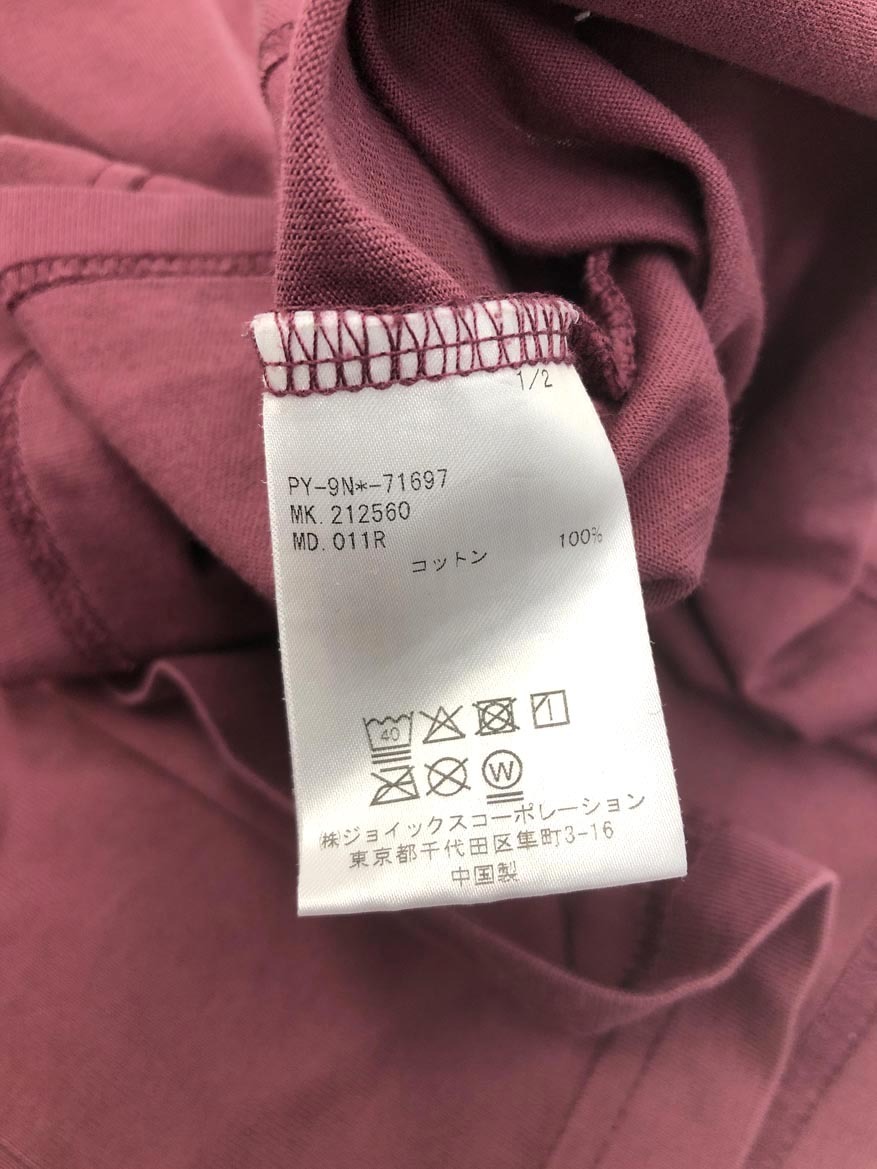 1/2
PY-9N*-71697
MK. 212560
MD. 011R
コットン 100%
40
W
㈱ジョイックスコーポレーション
東京都千代田区隼町3-16
中国製